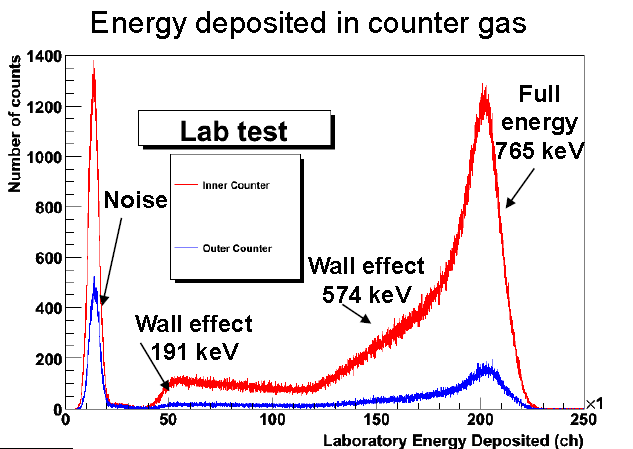 Energy deposited in counter gas
Number of counts
1400
1200
1000
800
600
400
200
0
Lab test
Inner Counter
Outer Counter
Noise
Wall effect
191 keV
Wall effect
574 keV
Full
energy
765 keV
0
50
100
150
200
250
×1
Laboratory Energy Deposited (ch)